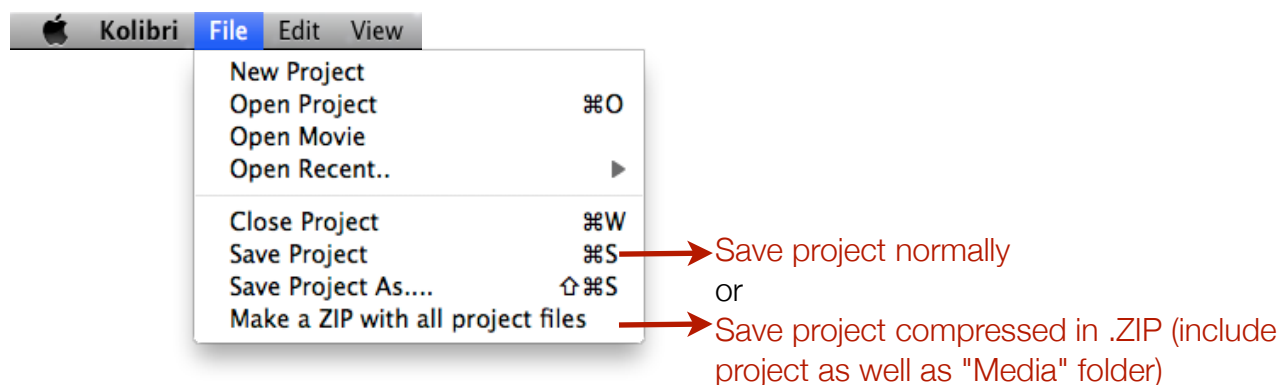 Kolibri File Edit View
New Project
Open Project ⌘O
Open Movie
Open Recent..
Close Project ⌘W
Save Project ⌘S
Save Project As.... ⇧⌘S
Make a ZIP with all project files
Save project normally
or
Save project compressed in .ZIP (include
project as well as "Media" folder)